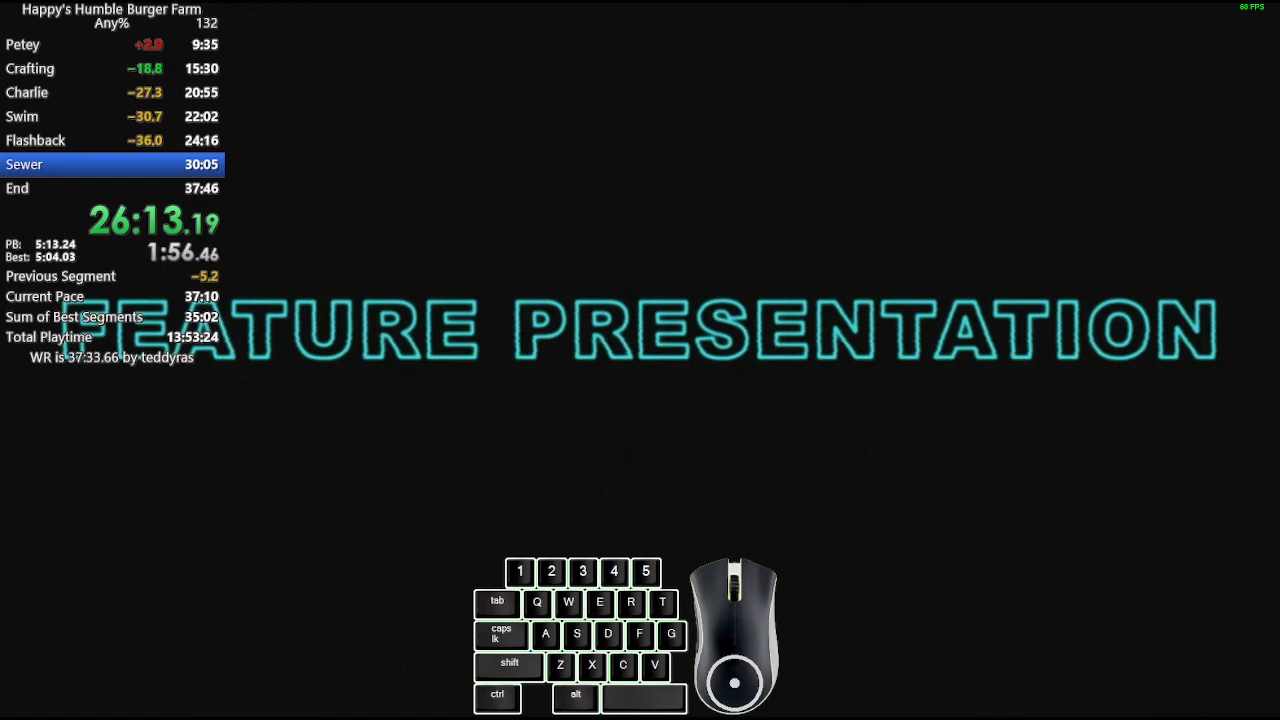 Happy's Humble Burger Farm
Any% 132
60 FPS
Petey +2.9 9:35
Crafting −18.8 15:30
Charlie −27.3 20:55
Swim −30.7 22:02
Flashback −36.0 24:16
Sewer 30:05
End 37:46
26:13.19
PB: 5:13.24
Best: 5:04.03
1:56.46
Previous Segment −5.2
Current Pace 37:10
Sum of Best Segments 35:02
Total Playtime 13:53:24
WR is 37:33.66 by teddyras
FEATURE PRESENTATION
1 2 3 4 5
tab Q W E R T
caps lk A S D F G
shift Z X C V
ctrl alt